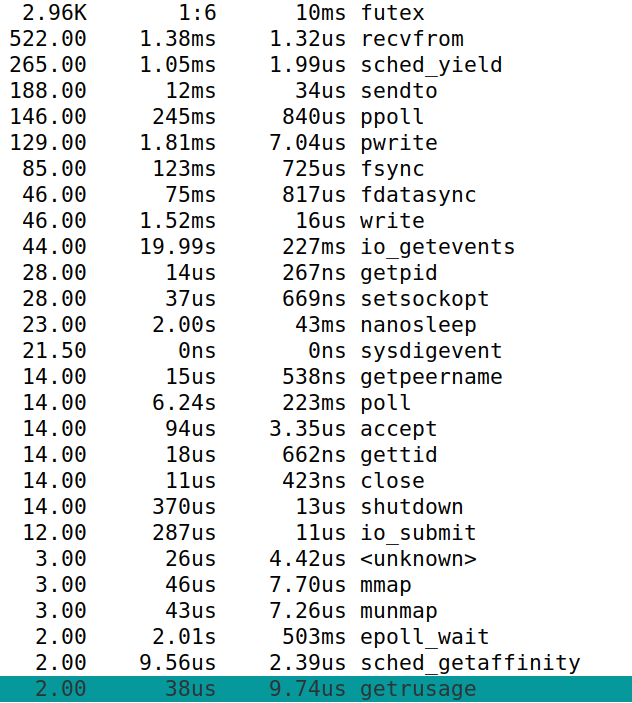 2.96K 1:6 10ms futex
522.00 1.38ms 1.32us recvfrom
265.00 1.05ms 1.99us sched_yield
188.00 12ms 34us sendto
146.00 245ms 840us ppoll
129.00 1.81ms 7.04us pwrite
85.00 123ms 725us fsync
46.00 75ms 817us fdatasync
46.00 1.52ms 16us write
44.00 19.99s 227ms io_getevents
28.00 14us 267ns getpid
28.00 37us 669ns setsockopt
23.00 2.00s 43ms nanosleep
21.50 0ns 0ns sysdigevent
14.00 15us 538ns getpeername
14.00 6.24s 223ms poll
14.00 94us 3.35us accept
14.00 18us 662ns gettid
14.00 11us 423ns close
14.00 370us 13us shutdown
12.00 287us 11us io_submit
3.00 26us 4.42us <unknown>
3.00 46us 7.70us mmap
3.00 43us 7.26us munmap
2.00 2.01s 503ms epoll_wait
2.00 9.56us 2.39us sched_getaffinity
2.00 38us 9.74us getrusage